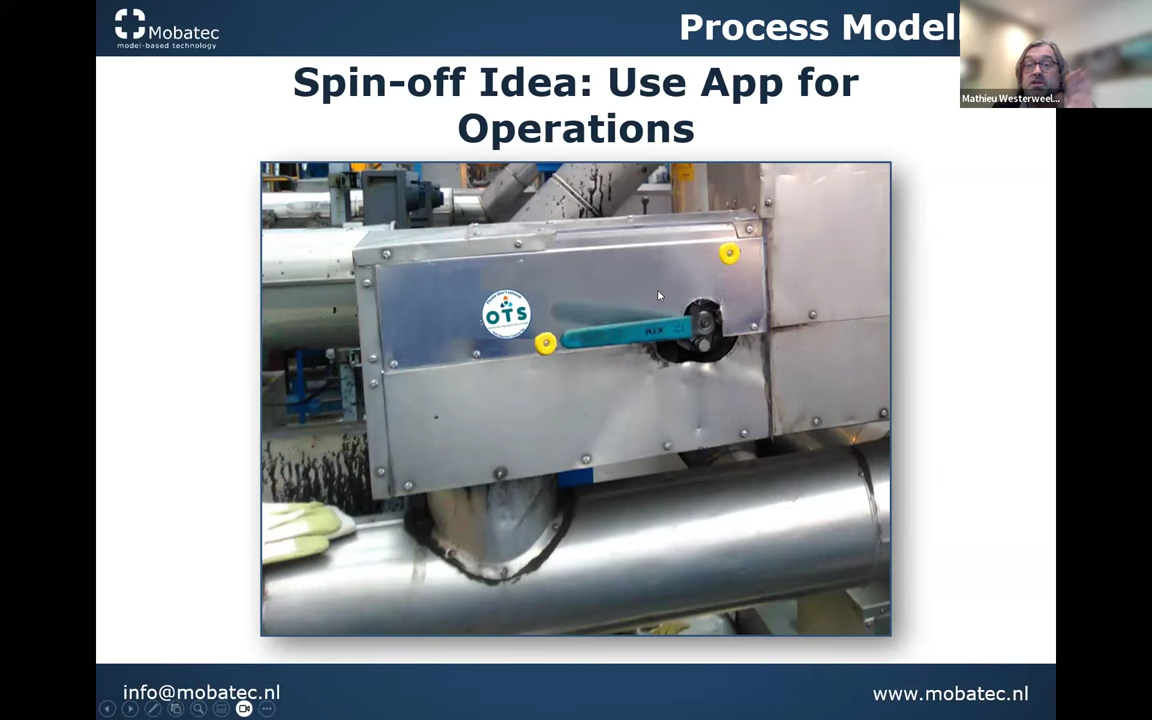 Mobatec
model-based technology
Process Modell
Mathieu Westerweel...
Spin-off Idea: Use App for
Operations
OTS
info@mobatec.nl
www.mobatec.nl